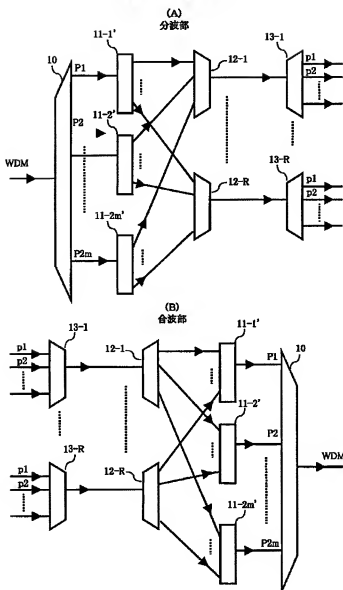 (A)
分波部
10
P1
11-1'
12-1
13-1
p1
p2
P2
11-2'
WDM
13-R
p1
p2
12-R
P2m
11-2m'
(B)
合波部
p1
p2
13-1
12-1
11-1'
P1
10
11-2'
P2
p1
p2
13-R
12-R
WDM
11-2m'
P2m